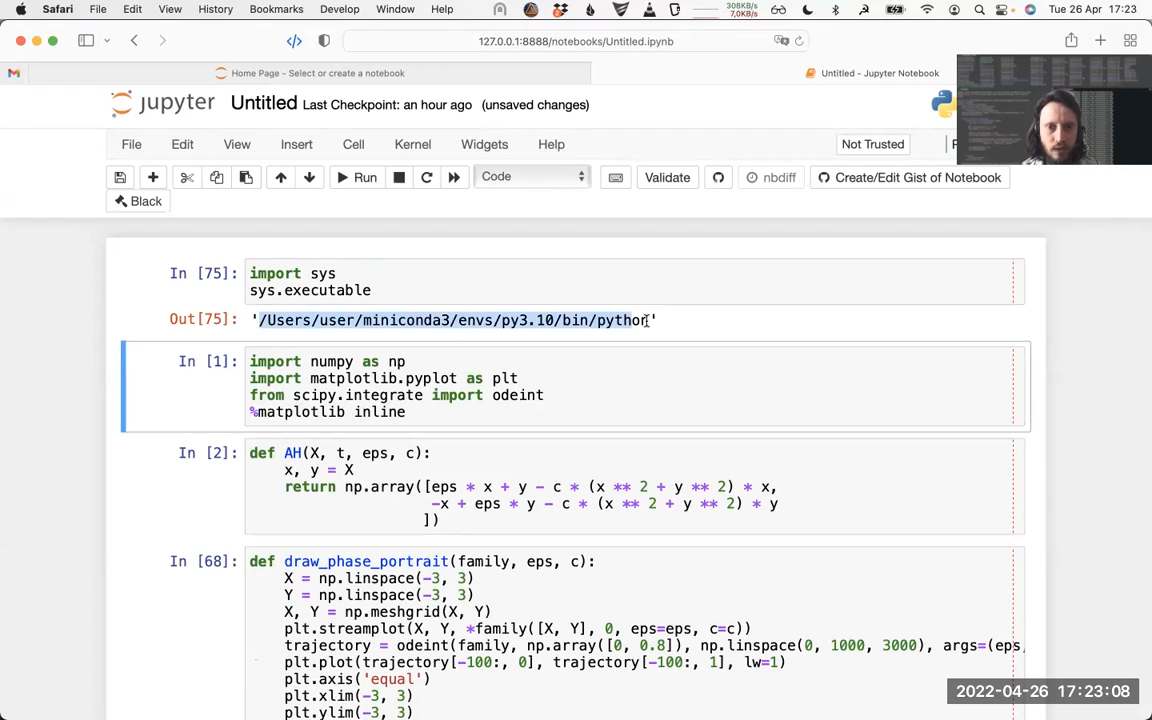 Safari File Edit View History Bookmarks Develop Window Help 308KB/s 7,0KB/s Tue 26 Apr 17:23
127.0.0.1:8888/notebooks/Untitled.ipynb
Home Page - Select or create a notebook
Untitled - Jupyter Notebook
jupyter Untitled Last Checkpoint: an hour ago (unsaved changes)
File Edit View Insert Cell Kernel Widgets Help Not Trusted
Run Code Validate nbdiff Create/Edit Gist of Notebook
Black
In [75]: import sys
sys.executable
Out[75]: '/Users/user/miniconda3/envs/py3.10/bin/python'
In [1]: import numpy as np
import matplotlib.pyplot as plt
from scipy.integrate import odeint
%matplotlib inline
In [2]: def AH(X, t, eps, c):
x, y = X
return np.array([eps * x + y - c * (x ** 2 + y ** 2) * x,
-x + eps * y - c * (x ** 2 + y ** 2) * y
])
In [68]: def draw_phase_portrait(family, eps, c):
X = np.linspace(-3, 3)
Y = np.linspace(-3, 3)
X, Y = np.meshgrid(X, Y)
plt.streamplot(X, Y, *family([X, Y], 0, eps=eps, c=c))
trajectory = odeint(family, np.array([0, 0.8]), np.linspace(0, 1000, 3000), args=(eps,
plt.plot(trajectory[-100:, 0], trajectory[-100:, 1], lw=1)
plt.axis('equal')
plt.xlim(-3, 3)
plt.ylim(-3, 3)
2022-04-26 17:23:08